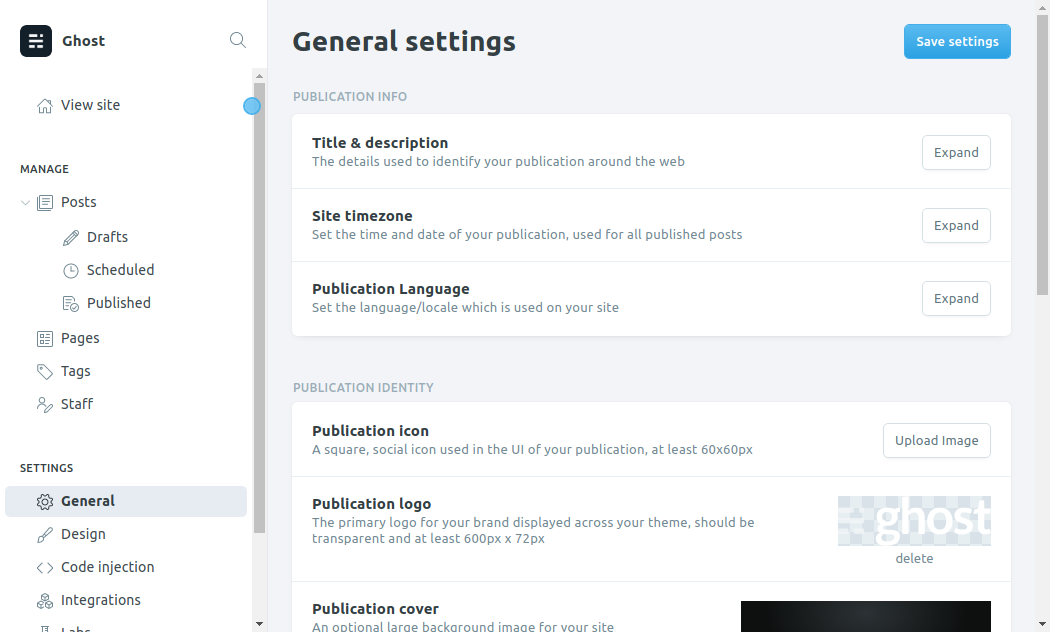 Ghost
View site
MANAGE
Posts
Drafts
Scheduled
Published
Pages
Tags
Staff
SETTINGS
General
Design
Code injection
Integrations
Labs
General settings
Save settings
PUBLICATION INFO
Title & description
The details used to identify your publication around the web
Expand
Site timezone
Set the time and date of your publication, used for all published posts
Expand
Publication Language
Set the language/locale which is used on your site
Expand
PUBLICATION IDENTITY
Publication icon
A square, social icon used in the UI of your publication, at least 60x60px
Upload Image
Publication logo
The primary logo for your brand displayed across your theme, should be
transparent and at least 600px x 72px
ghost
delete
Publication cover
An optional large background image for your site